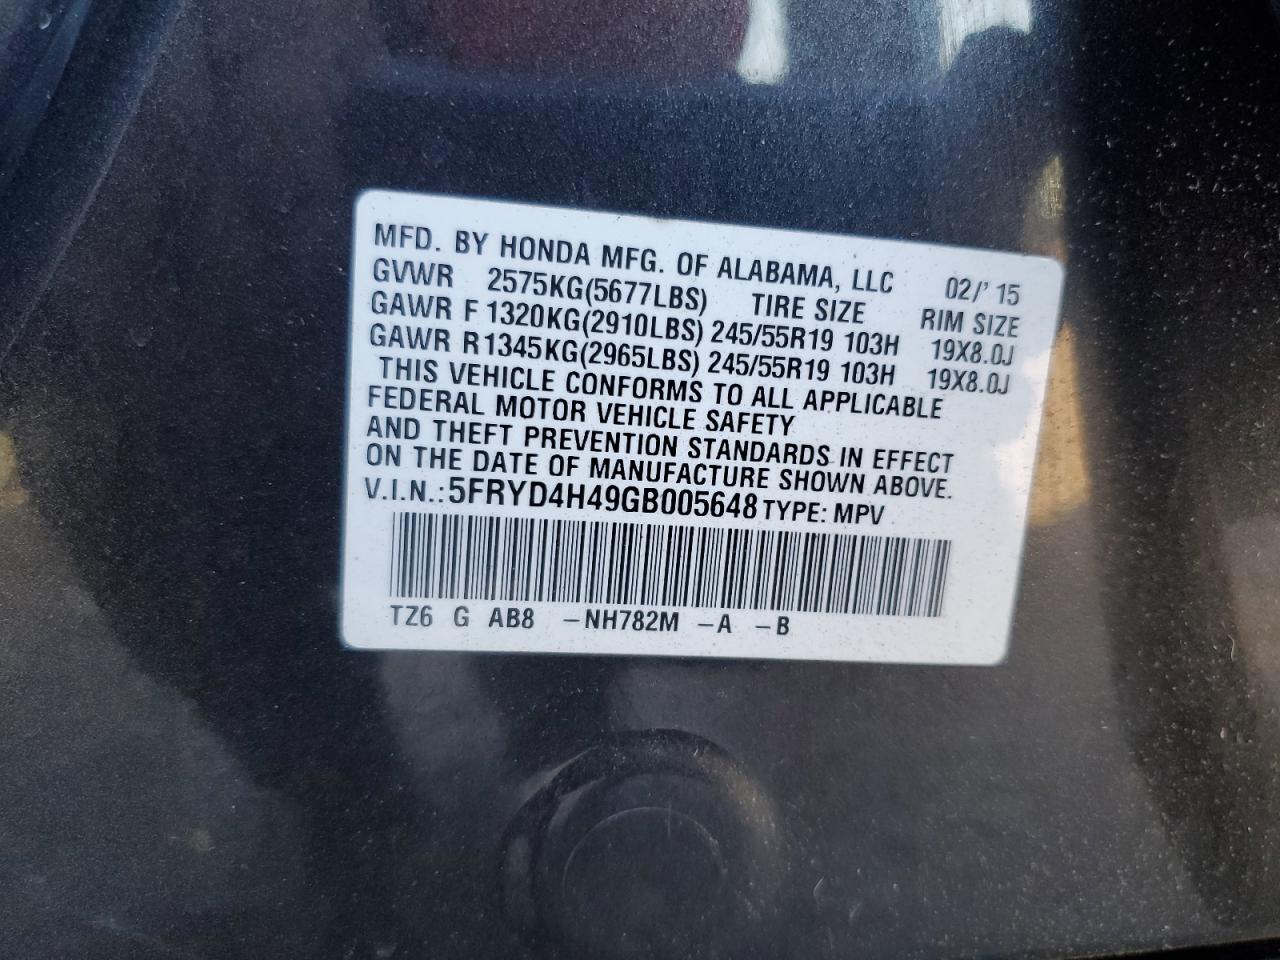 MFD. BY HONDA MFG. OF ALABAMA, LLC 02/'15
GVWR 2575KG(5677LBS) TIRE SIZE RIM SIZE
GAWR F 1320KG(2910LBS) 245/55R19 103H 19X8.0J
GAWR R 1345KG(2965LBS) 245/55R19 103H 19X8.0J
THIS VEHICLE CONFORMS TO ALL APPLICABLE
FEDERAL MOTOR VEHICLE SAFETY
AND THEFT PREVENTION STANDARDS IN EFFECT
ON THE DATE OF MANUFACTURE SHOWN ABOVE.
V.I.N.: 5FRYD4H49GB005648 TYPE: MPV
TZ6 G AB8 -NH782M -A -B